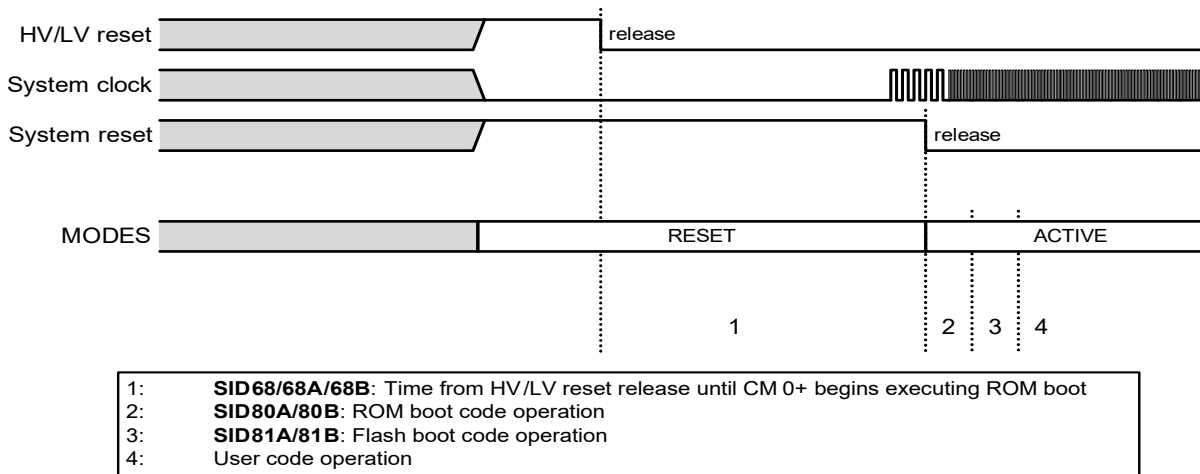 HV/LV reset
release
System clock
System reset
release
MODES
RESET
ACTIVE
1
2
3
4
1: SID68/68A/68B: Time from HV/LV reset release until CM0+ begins executing ROM boot
2: SID80A/80B: ROM boot code operation
3: SID81A/81B: Flash boot code operation
4: User code operation